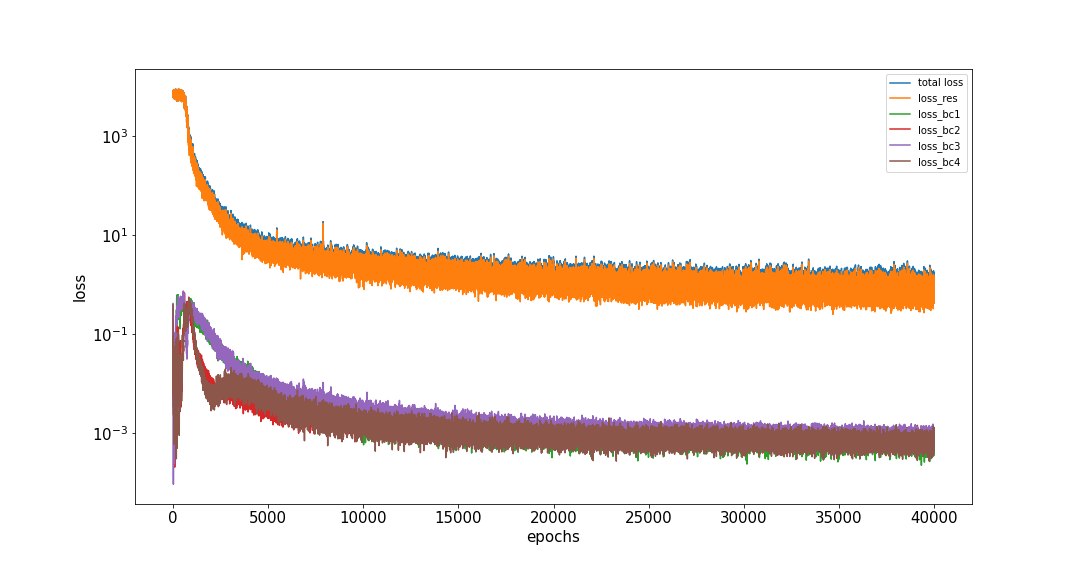 total loss
loss_res
loss_bc1
loss_bc2
loss_bc3
loss_bc4
10^3
10^1
10^−1
10^−3
loss
0 5000 10000 15000 20000 25000 30000 35000 40000
epochs